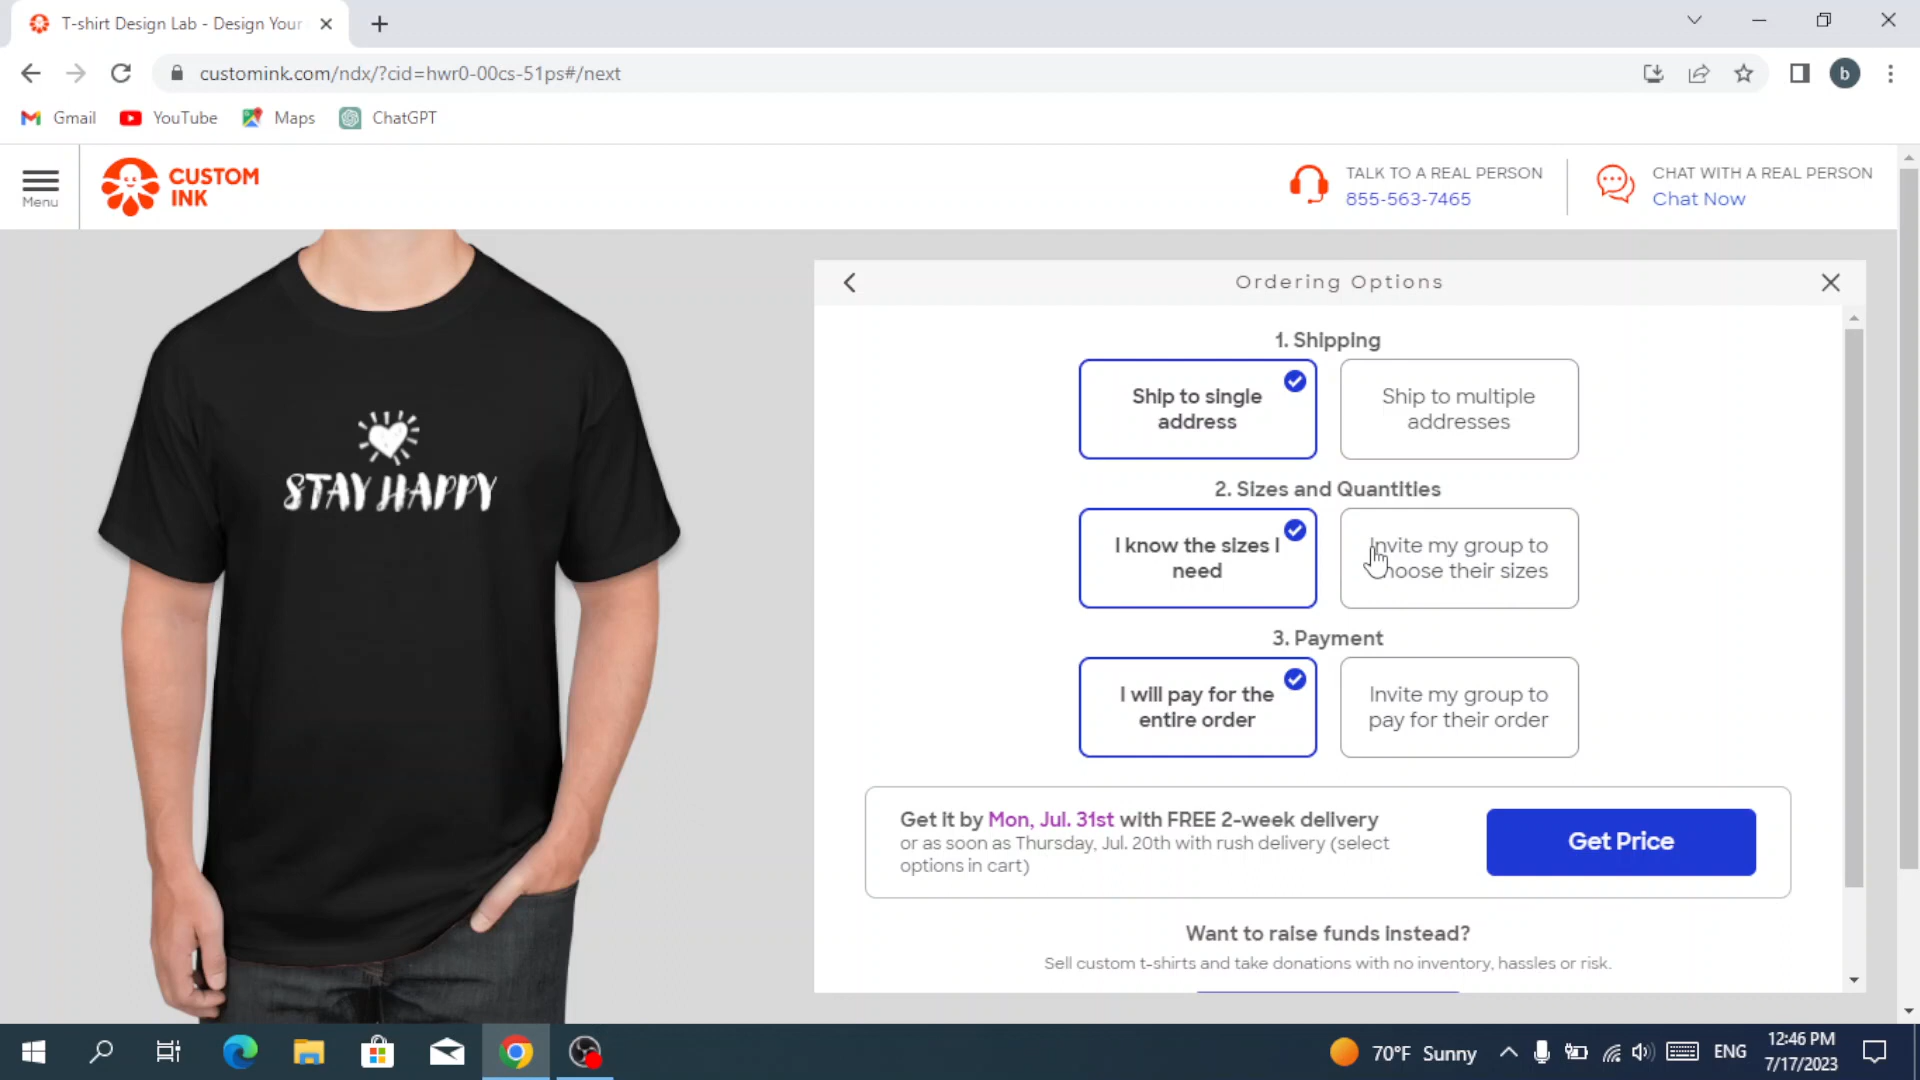 T-shirt Design Lab - Design Your
customink.com/ndx/?cid=hwr0-00cs-51ps#/next
b
Gmail
YouTube
Maps
ChatGPT
Menu
CUSTOM
INK
TALK TO A REAL PERSON
855-563-7465
CHAT WITH A REAL PERSON
Chat Now
STAY HAPPY
Ordering Options
1. Shipping
Ship to single
address
Ship to multiple
addresses
2. Sizes and Quantities
I know the sizes I
need
Invite my group to
choose their sizes
3. Payment
I will pay for the
entire order
Invite my group to
pay for their order
Get it by Mon, Jul. 31st with FREE 2-week delivery
or as soon as Thursday, Jul. 20th with rush delivery (select
options in cart)
Get Price
Want to raise funds instead?
Sell custom t-shirts and take donations with no inventory, hassles or risk.
70°F Sunny
ENG
12:46 PM
7/17/2023